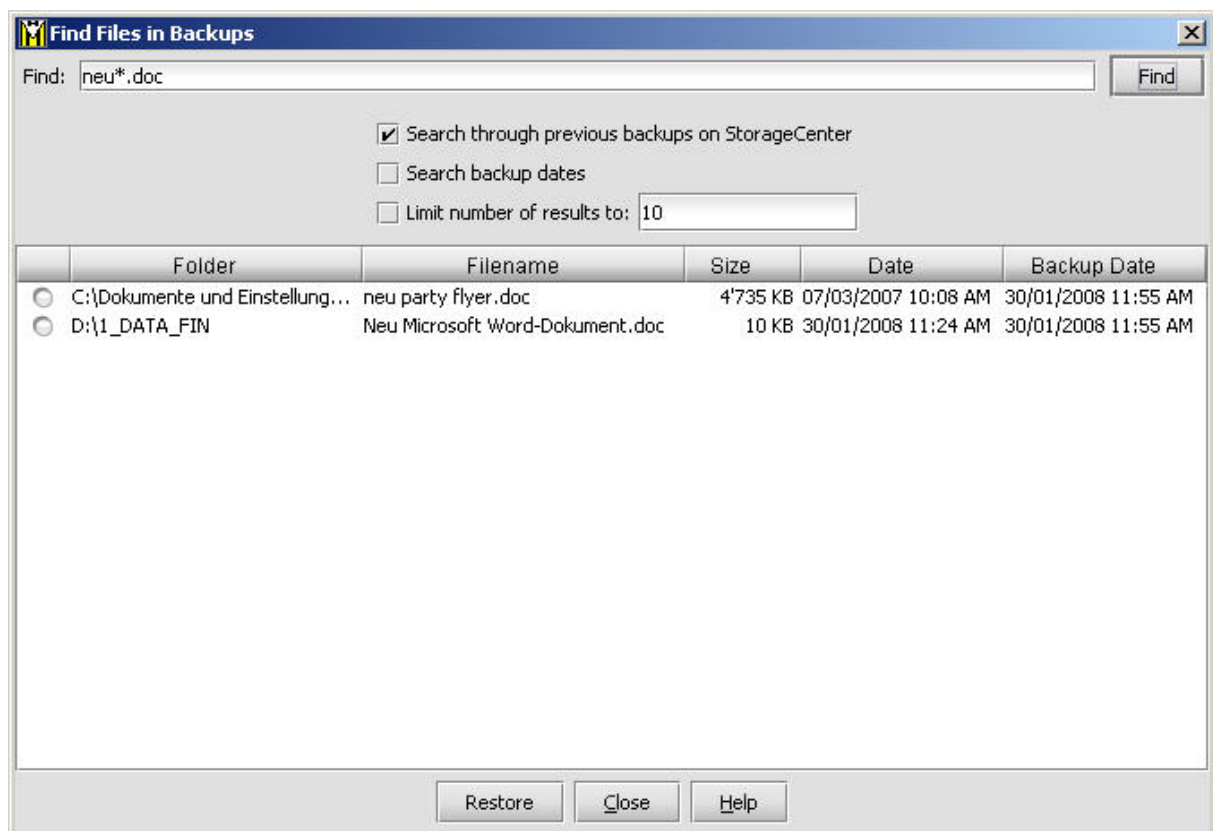 Find Files in Backups
Find: neu*.doc Find
Search through previous backups on StorageCenter
Search backup dates
Limit number of results to: 10
Folder Filename Size Date Backup Date
C:\Dokumente und Einstellung... neu party flyer.doc 4'735 KB 07/03/2007 10:08 AM 30/01/2008 11:55 AM
D:\1_DATA_FIN Neu Microsoft Word-Dokument.doc 10 KB 30/01/2008 11:24 AM 30/01/2008 11:55 AM
Restore Close Help